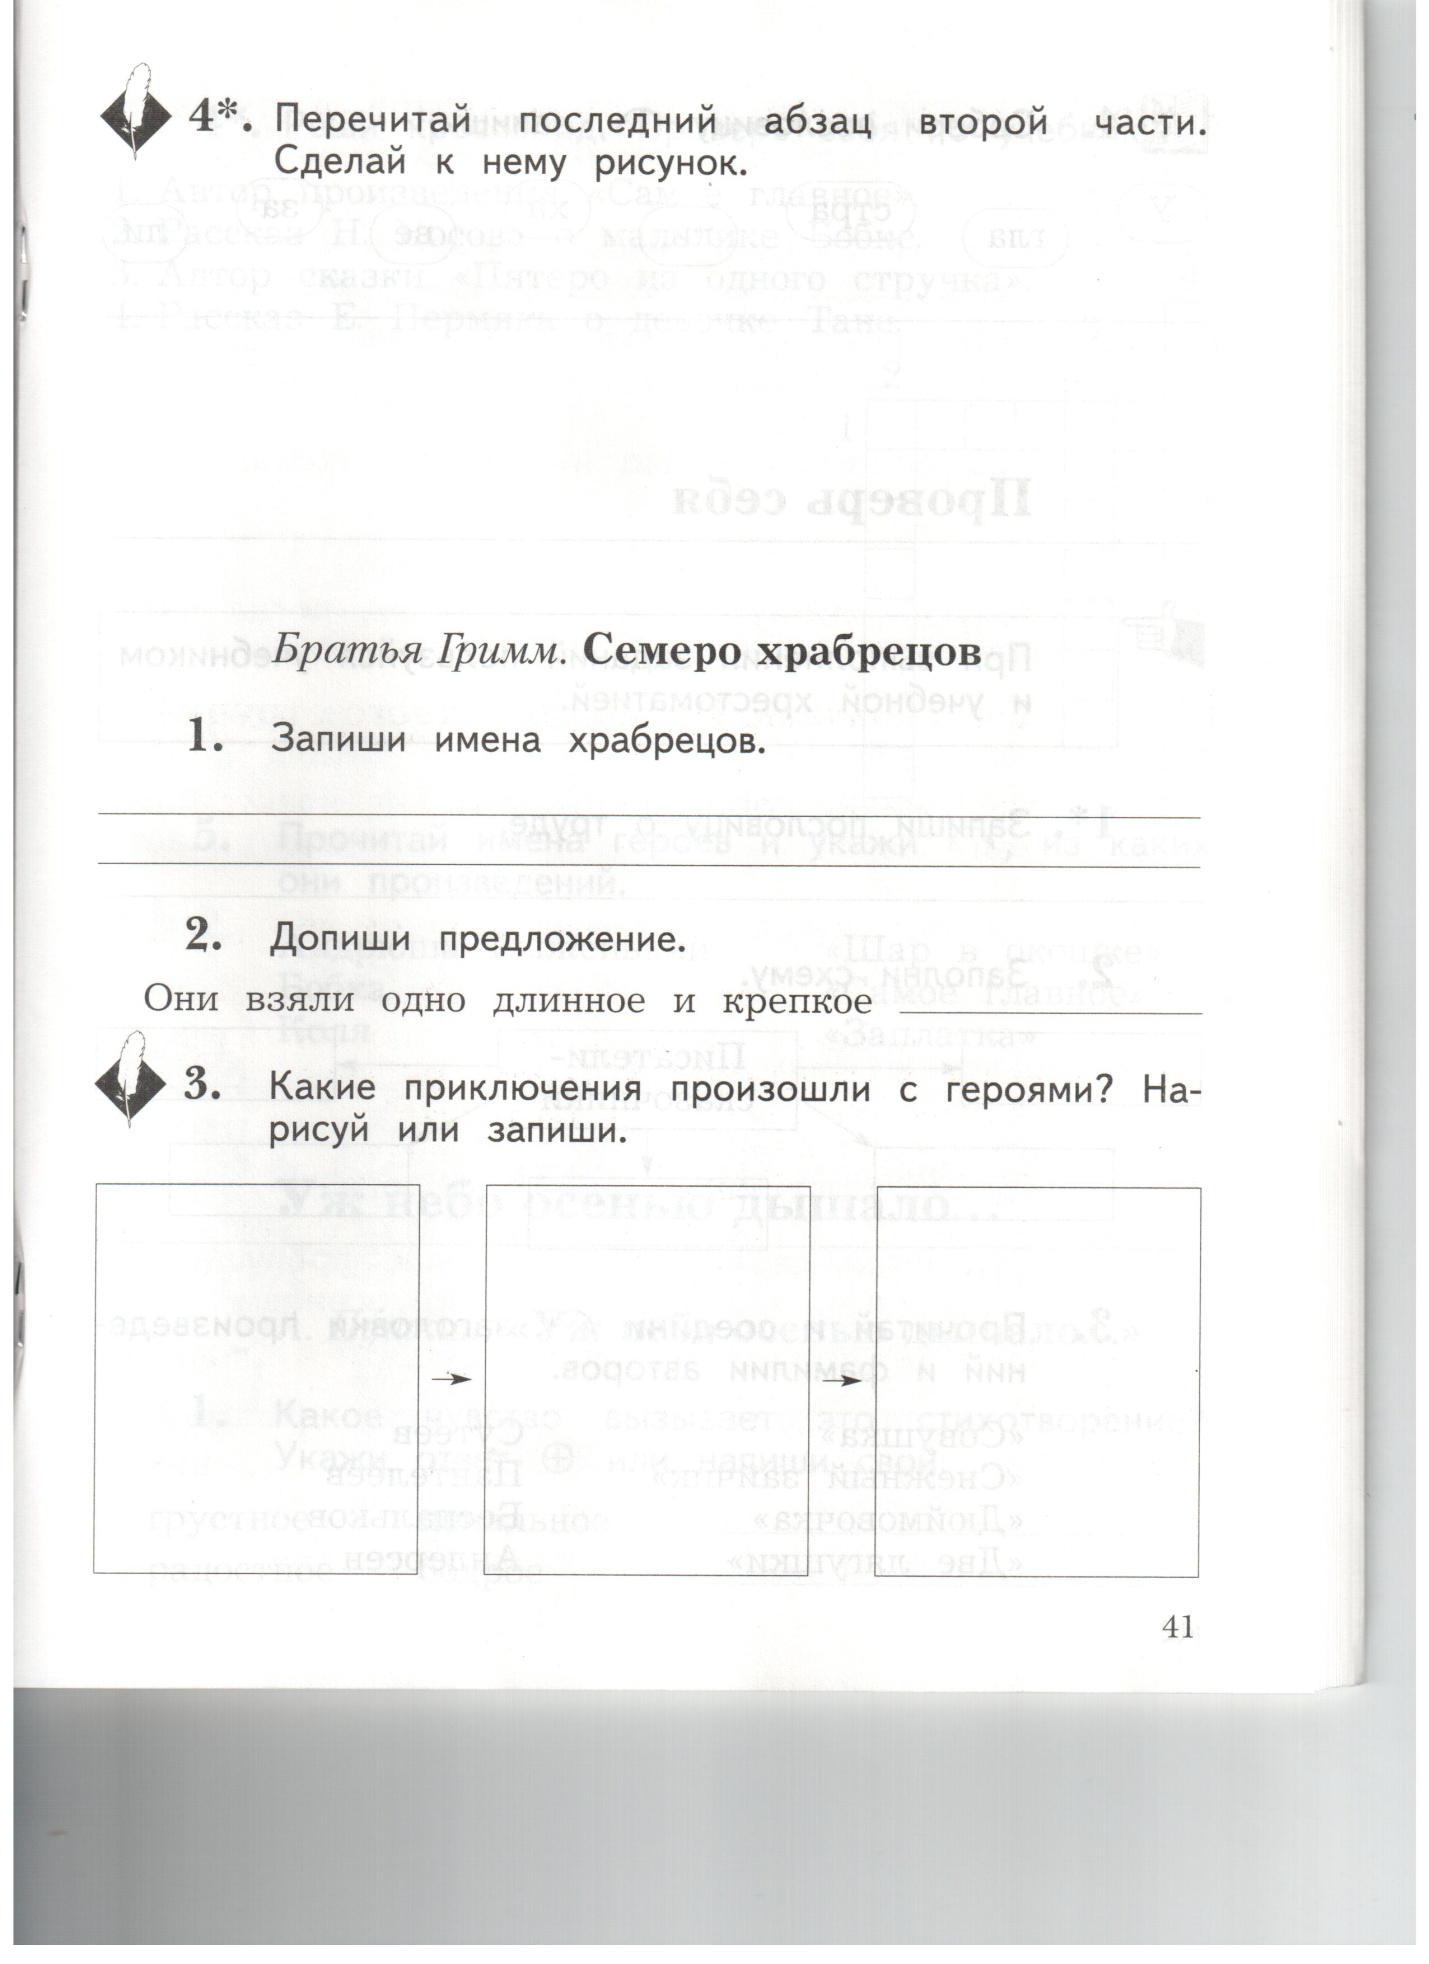 4*. Перечитай последний абзац второй части.
Сделай к нему рисунок.
Братья Гримм. Семеро храбрецов
1. Запиши имена храбрецов.
2. Допиши предложение.
Они взяли одно длинное и крепкое
3. Какие приключения произошли с героями? На-
рисуй или запиши.
41